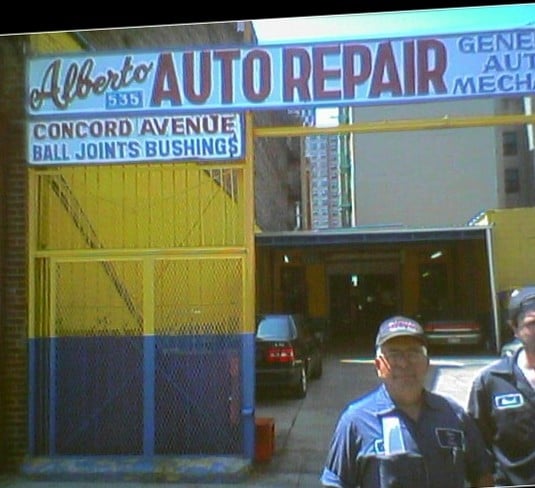 Alberto AUTO REPAIR
535
CONCORD AVENUE
BALL JOINTS BUSHINGS
GENE
AUT
MECHA